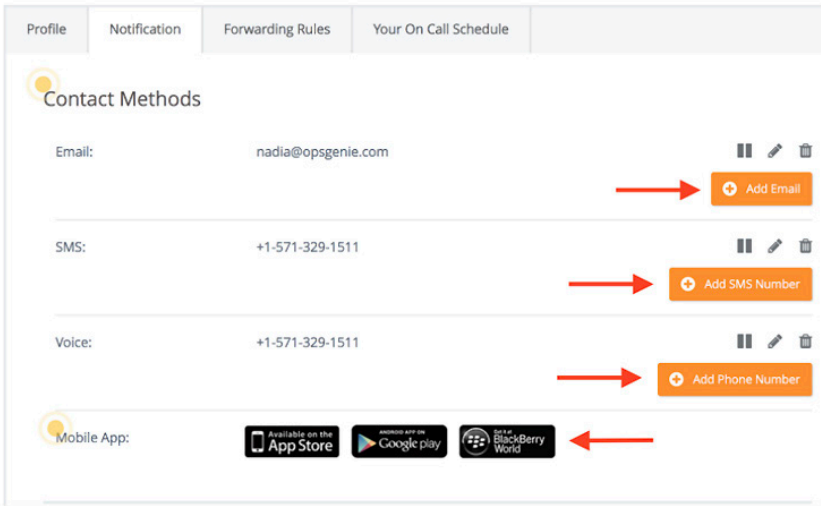 Profile Notification Forwarding Rules Your On Call Schedule
Contact Methods
Email: nadia@opsgenie.com
Add Email
SMS: +1-571-329-1511
Add SMS Number
Voice: +1-571-329-1511
Add Phone Number
Mobile App:
Available on the
App Store
ANDROID APP ON
Google play
Get it at
BlackBerry
World